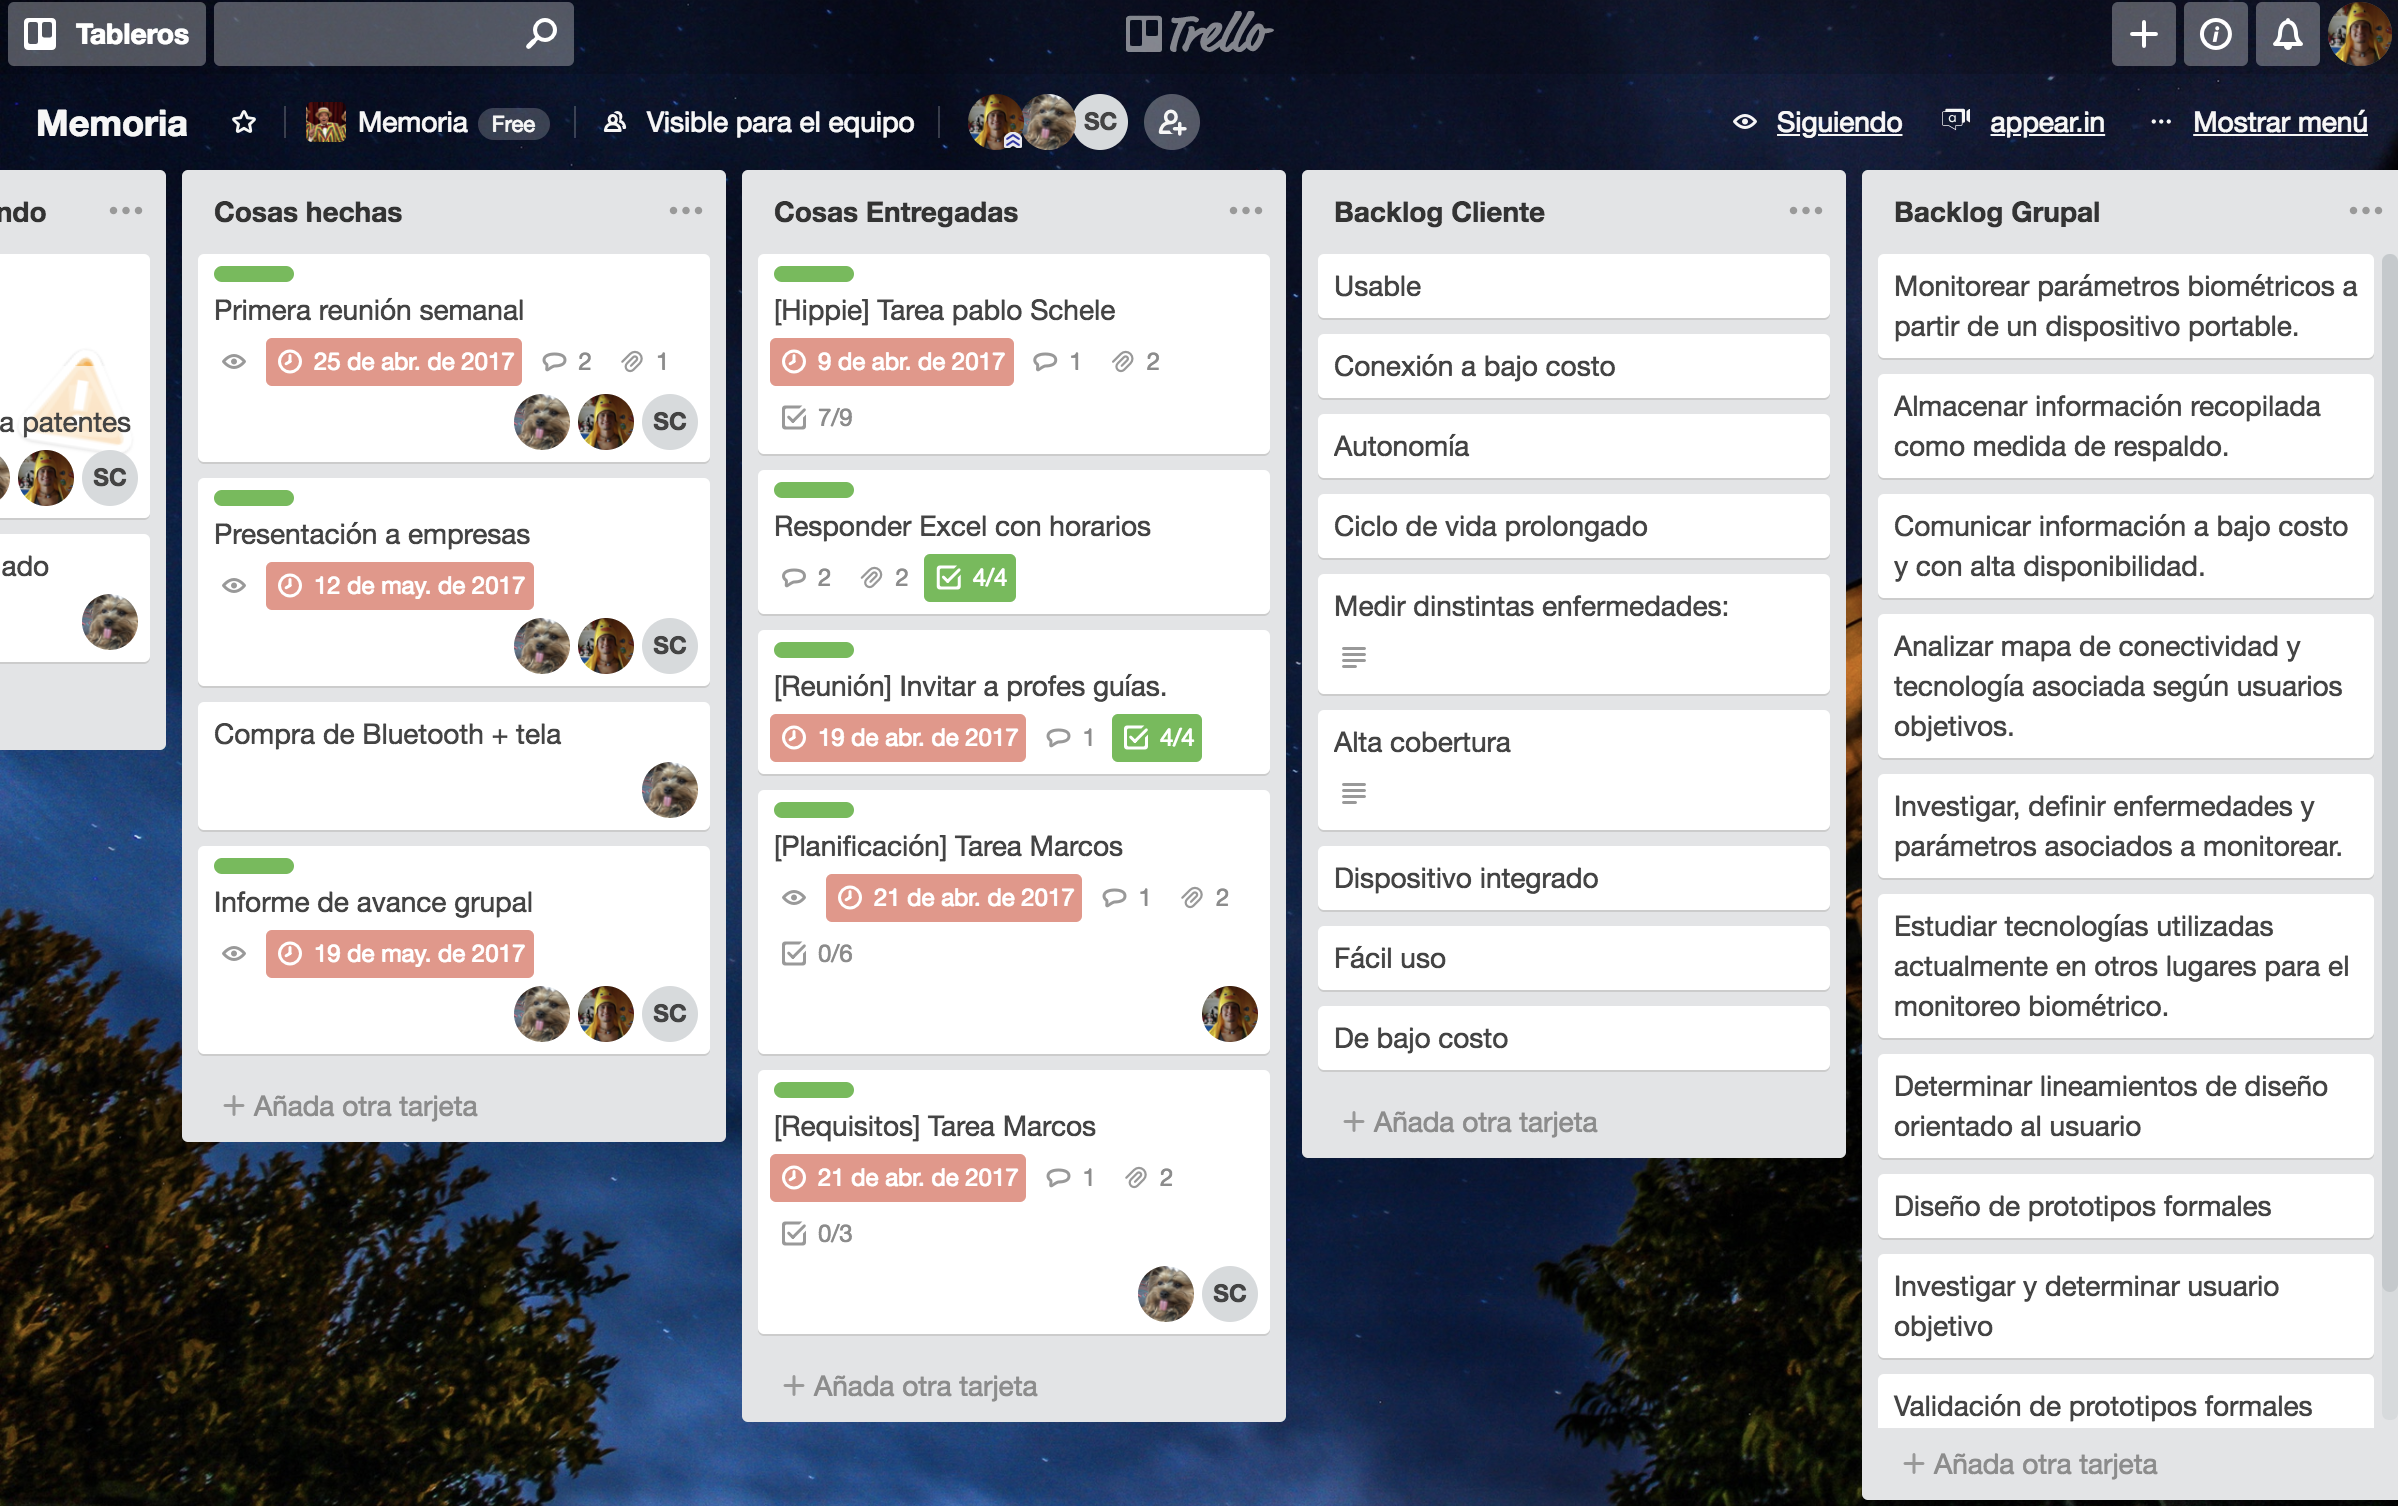 Tableros
Trello
Memoria
Memoria Free
Visible para el equipo
SC
Siguiendo
appear.in
Mostrar menú
ndo
a patentes
SC
ado
Cosas hechas
Primera reunión semanal
25 de abr. de 2017 2 1
SC
Presentación a empresas
12 de may. de 2017
SC
Compra de Bluetooth + tela
Informe de avance grupal
19 de may. de 2017
SC
+ Añada otra tarjeta
Cosas Entregadas
[Hippie] Tarea pablo Schele
9 de abr. de 2017 1 2
7/9
Responder Excel con horarios
2 2 4/4
[Reunión] Invitar a profes guías.
19 de abr. de 2017 1 4/4
[Planificación] Tarea Marcos
21 de abr. de 2017 1 2
0/6
[Requisitos] Tarea Marcos
21 de abr. de 2017 1 2
0/3
SC
+ Añada otra tarjeta
Backlog Cliente
Usable
Conexión a bajo costo
Autonomía
Ciclo de vida prolongado
Medir dinstintas enfermedades:
Alta cobertura
Dispositivo integrado
Fácil uso
De bajo costo
+ Añada otra tarjeta
Backlog Grupal
Monitorear parámetros biométricos a
partir de un dispositivo portable.
Almacenar información recopilada
como medida de respaldo.
Comunicar información a bajo costo
y con alta disponibilidad.
Analizar mapa de conectividad y
tecnología asociada según usuarios
objetivos.
Investigar, definir enfermedades y
parámetros asociados a monitorear.
Estudiar tecnologías utilizadas
actualmente en otros lugares para el
monitoreo biométrico.
Determinar lineamientos de diseño
orientado al usuario
Diseño de prototipos formales
Investigar y determinar usuario
objetivo
Validación de prototipos formales
+ Añada otra tarjeta